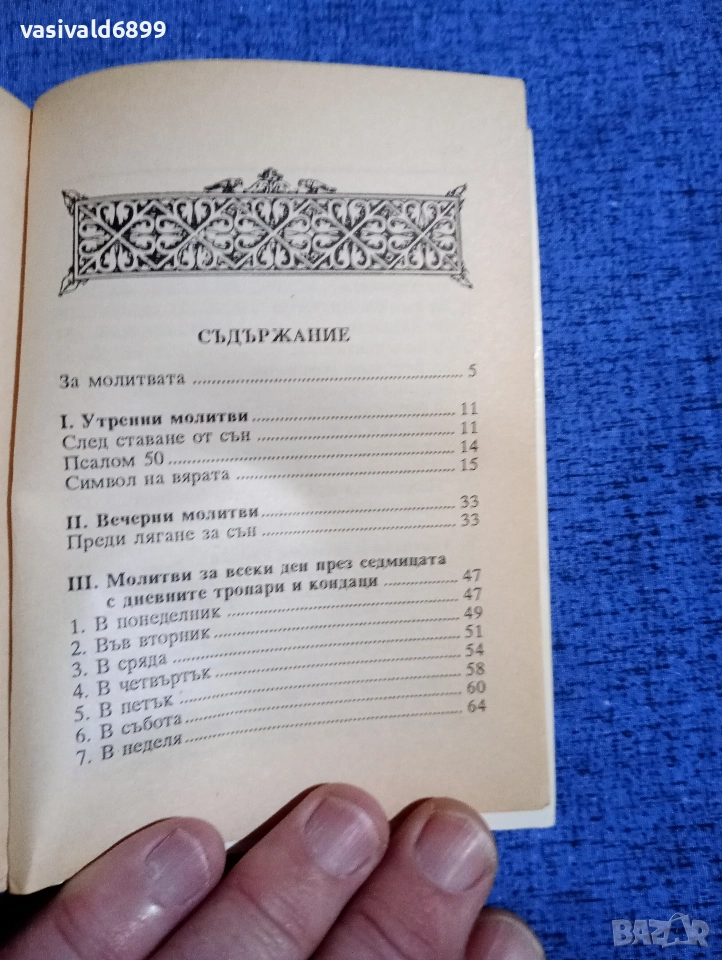 vasivald6899
СЪДЪРЖАНИЕ
За молитвата ........ 5
I. Утренни молитви ........ 11
След ставане от сън ........ 11
Псалом 50 ........ 14
Символ на вярата ........ 15
II. Вечерни молитви ........ 33
Преди лягане за сън ........ 33
III. Молитви за всеки ден през седмицата
с дневните тропари и кондаци ........ 47
1. В понеделник ........ 47
2. Във вторник ........ 49
3. В сряда ........ 51
4. В четвъртък ........ 54
5. В петък ........ 58
6. В събота ........ 60
7. В неделя ........ 64
BAZAR